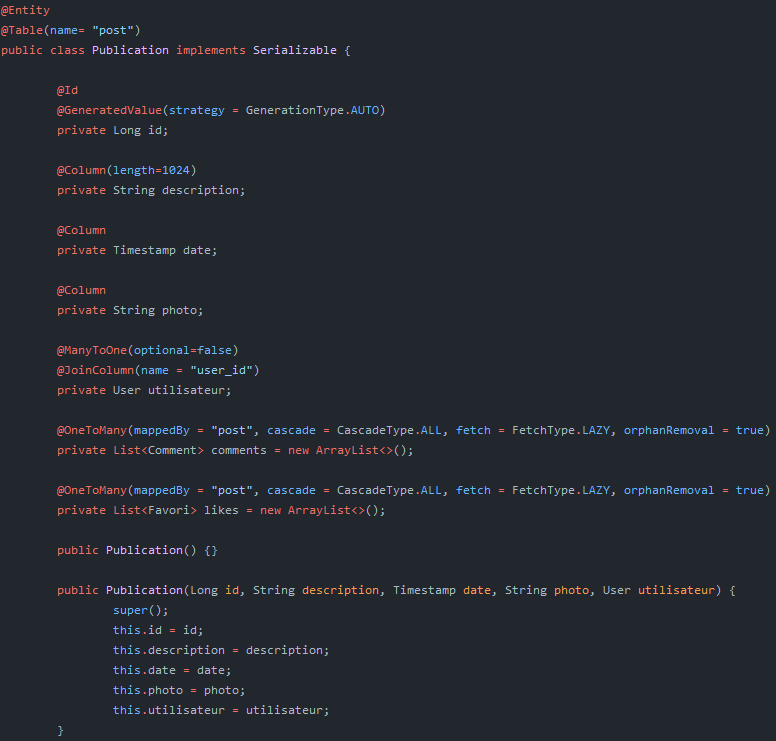 @Entity
@Table(name= "post")
public class Publication implements Serializable {
@Id
@GeneratedValue(strategy = GenerationType.AUTO)
private Long id;
@Column(length=1024)
private String description;
@Column
private Timestamp date;
@Column
private String photo;
@ManyToOne(optional=false)
@JoinColumn(name = "user_id")
private User utilisateur;
@OneToMany(mappedBy = "post", cascade = CascadeType.ALL, fetch = FetchType.LAZY, orphanRemoval = true)
private List<Comment> comments = new ArrayList<>();
@OneToMany(mappedBy = "post", cascade = CascadeType.ALL, fetch = FetchType.LAZY, orphanRemoval = true)
private List<Favori> likes = new ArrayList<>();
public Publication() {}
public Publication(Long id, String description, Timestamp date, String photo, User utilisateur) {
super();
this.id = id;
this.description = description;
this.date = date;
this.photo = photo;
this.utilisateur = utilisateur;
}